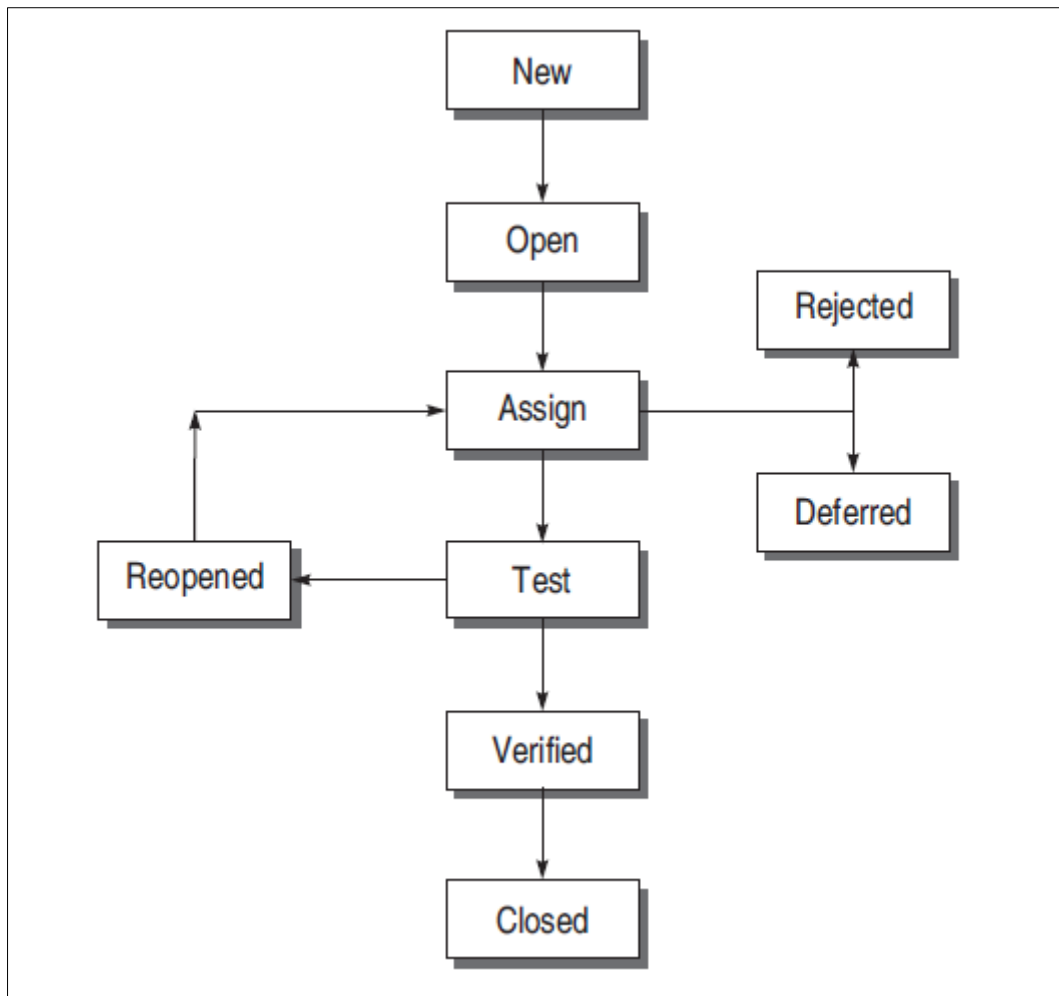 New
Open
Rejected
Assign
Deferred
Reopened
Test
Verified
Closed